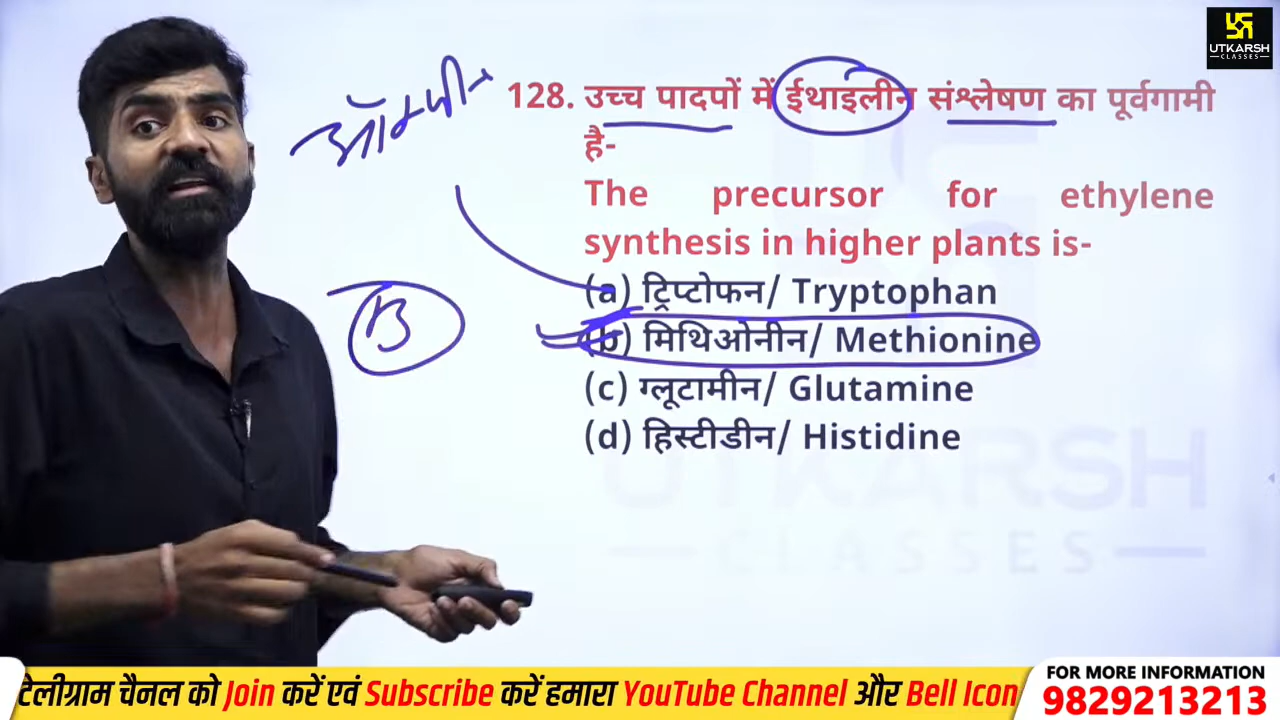 UTKARSH
CLASSES
128. उच्च पादपों में ईथाइलीन संश्लेषण का पूर्वगामी
है-
The precursor for ethylene
synthesis in higher plants is-
(a) ट्रिप्टोफन/ Tryptophan
(b) मिथिओनीन/ Methionine
(c) ग्लूटामीन/ Glutamine
(d) हिस्टीडीन/ Histidine
B
UTKARSH
CLASSES
टेलीग्राम चैनल को Join करें एवं Subscribe करें हमारा YouTube Channel और Bell Icon
FOR MORE INFORMATION
9829213213